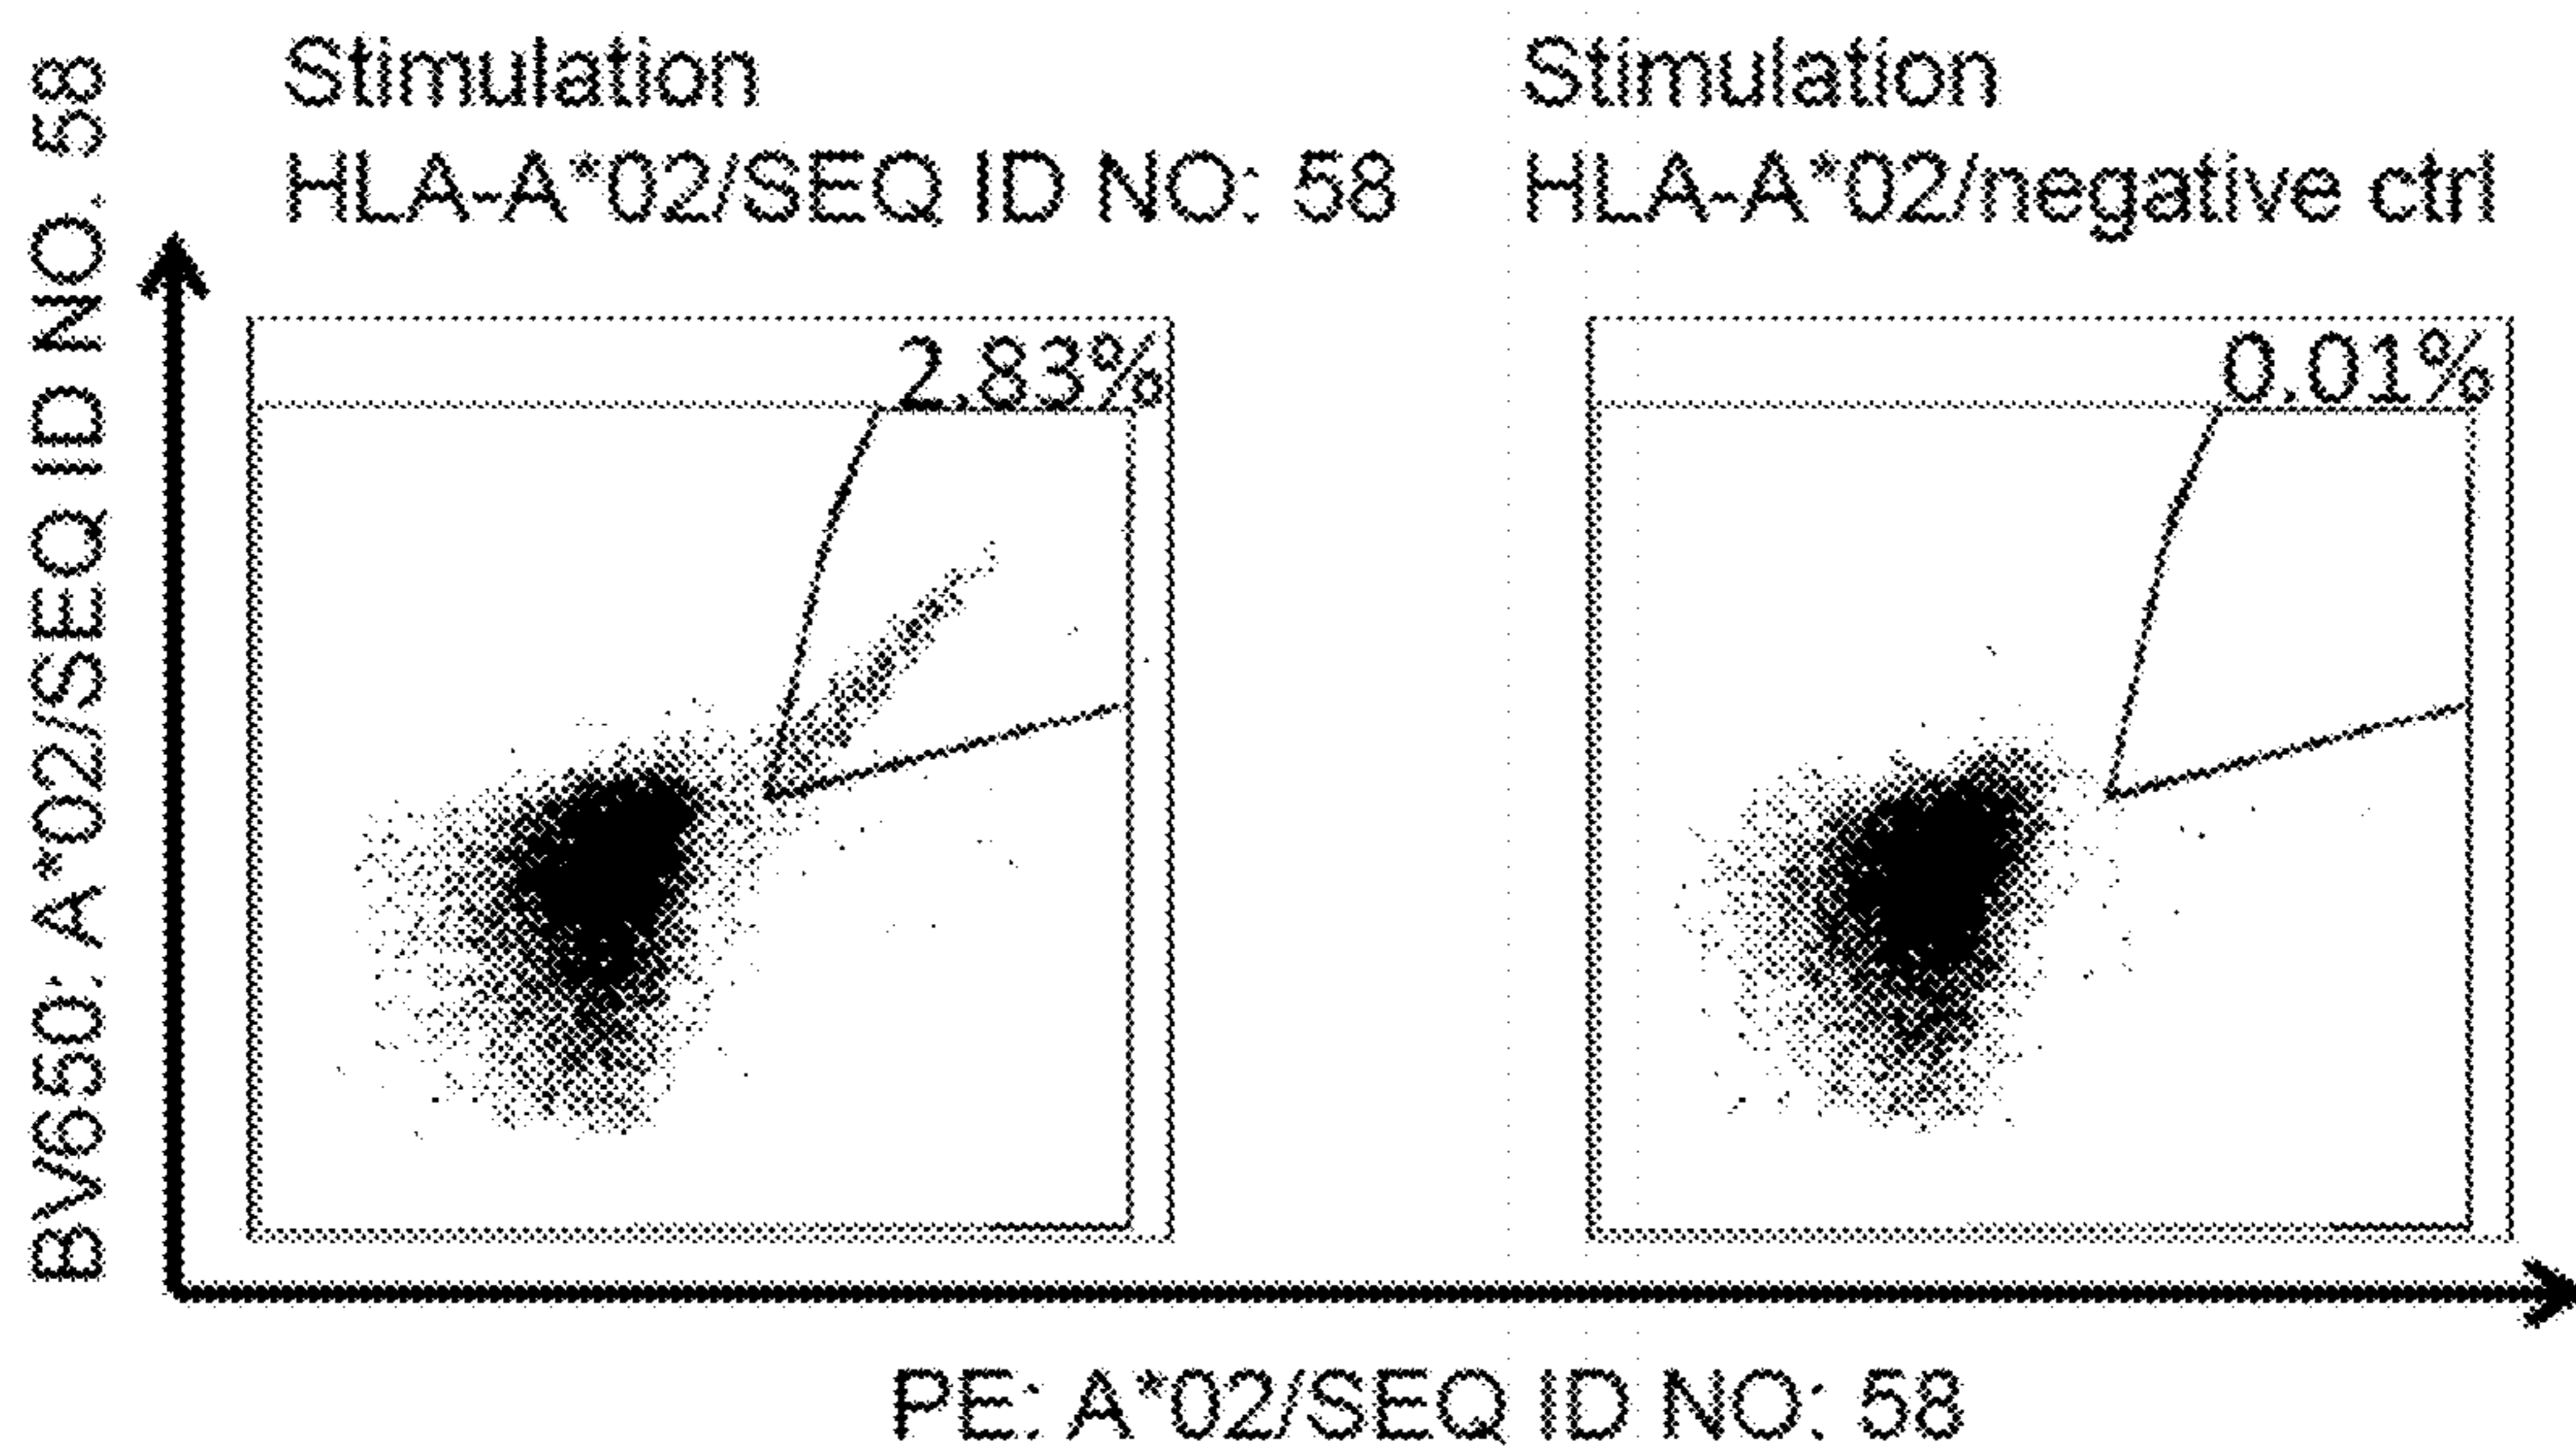 Stimulation
HLA-A*02/SEQ ID NO: 58
Stimulation
HLA-A*02/negative ctrl
BV650: A*02/SEQ ID NO. 58
2.83%
0.01%
PE: A*02/SEQ ID NO: 58